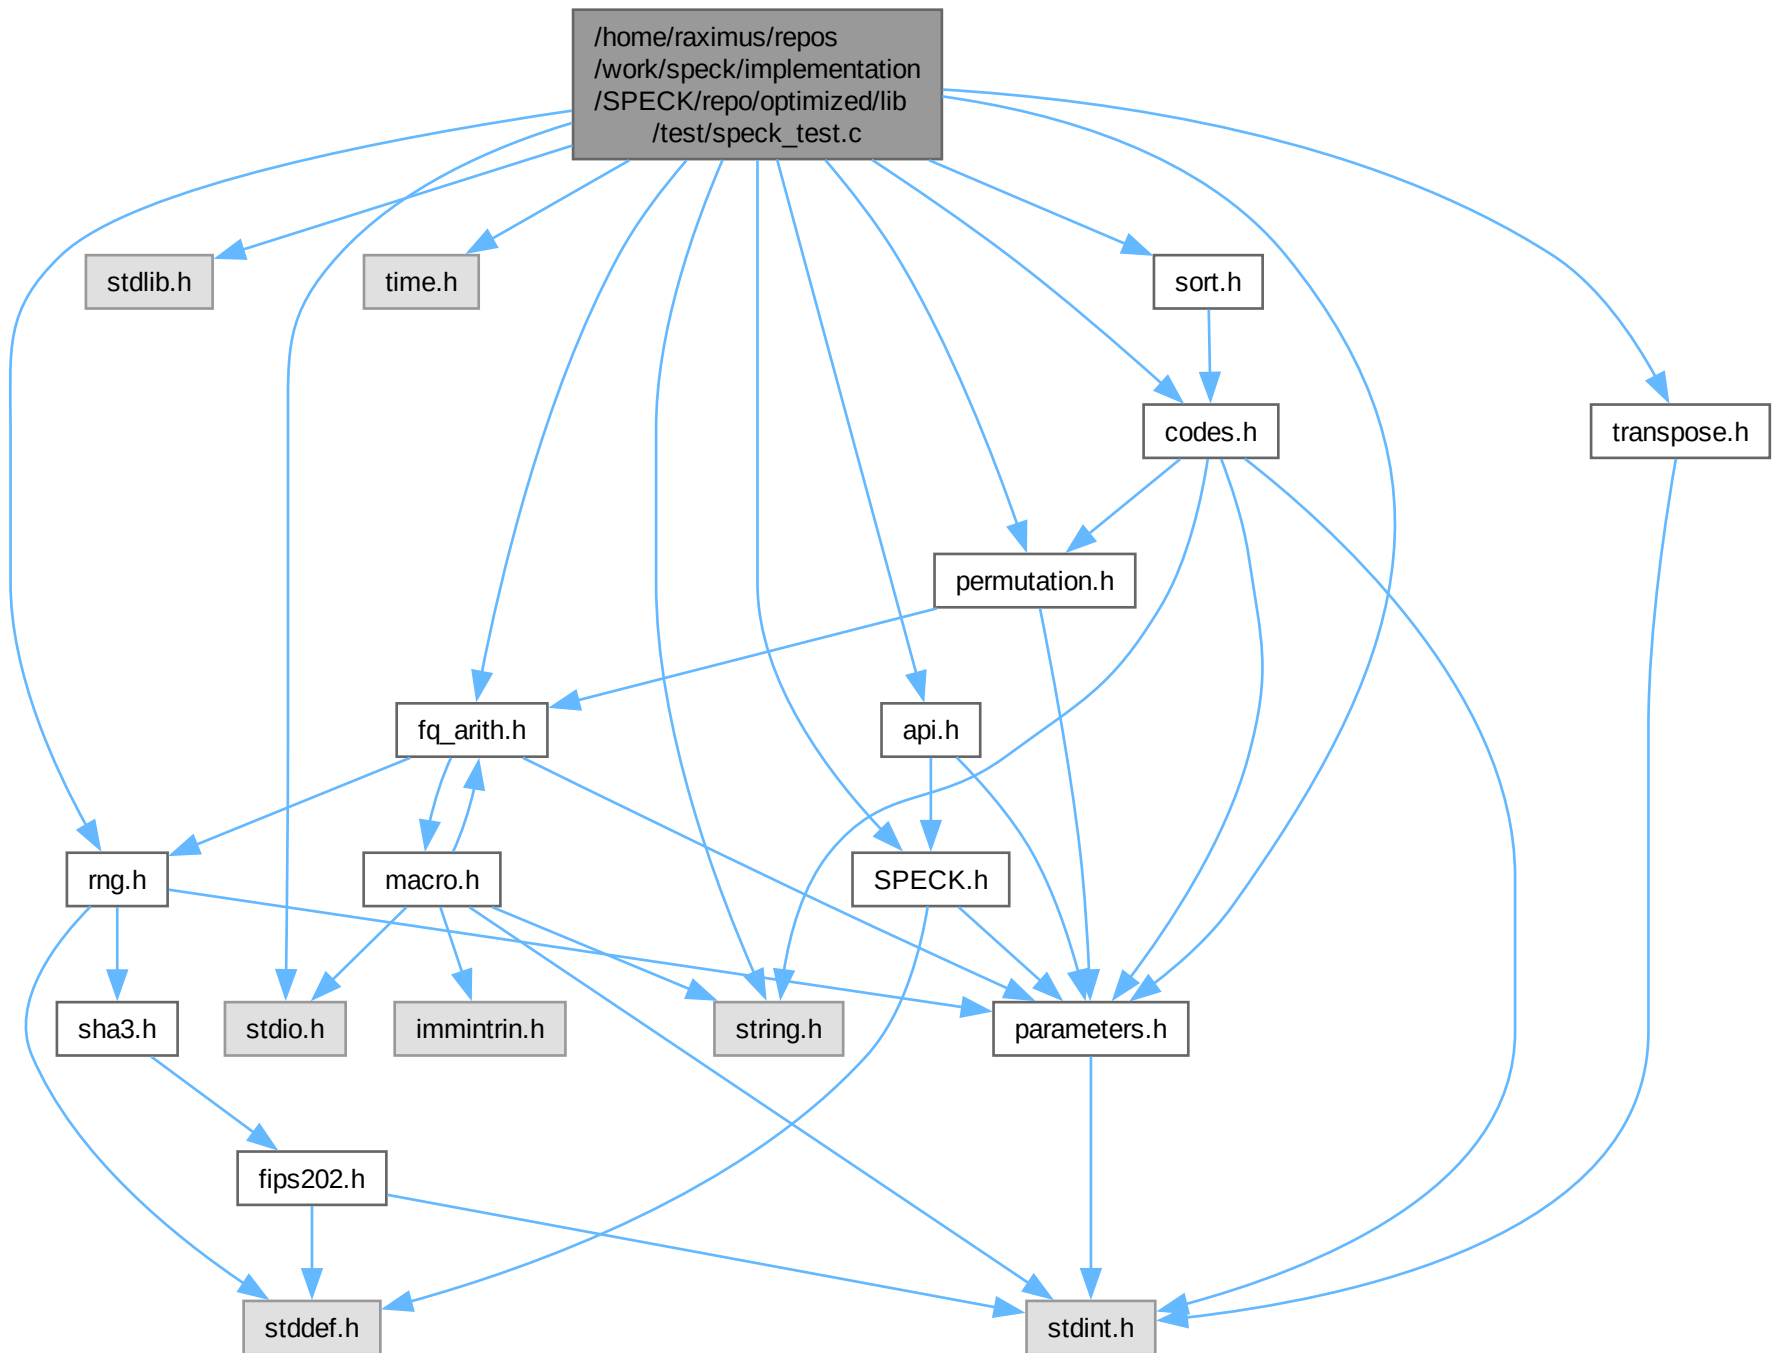 /home/raximus/repos
/work/speck/implementation
/SPECK/repo/optimized/lib
/test/speck_test.c
stdlib.h
time.h
sort.h
codes.h
transpose.h
permutation.h
fq_arith.h
api.h
rng.h
macro.h
SPECK.h
sha3.h
stdio.h
immintrin.h
string.h
parameters.h
fips202.h
stddef.h
stdint.h